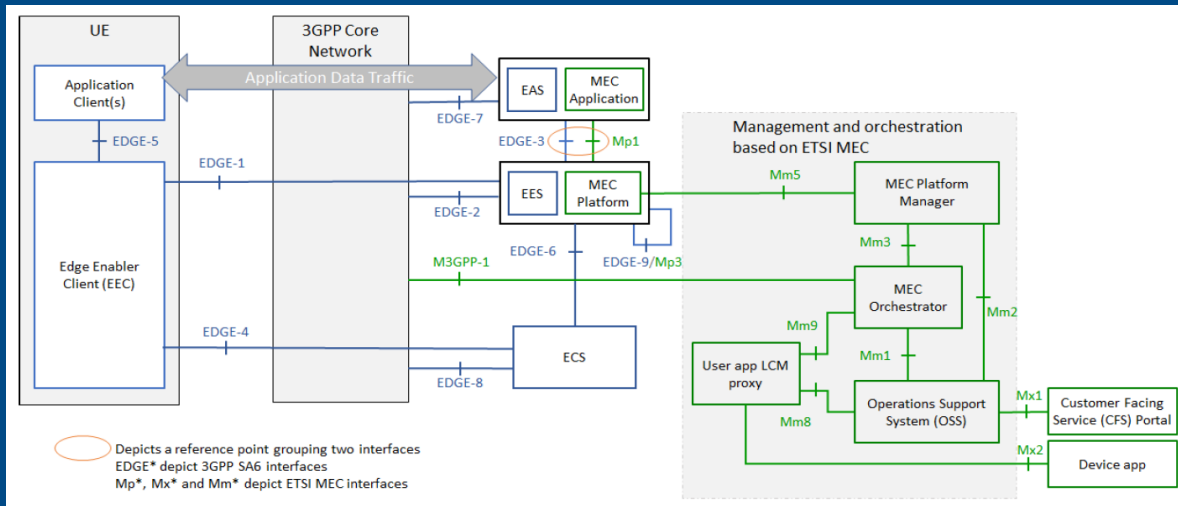 UE
3GPP Core
Network
Application Data Traffic
Application
Client(s)
EAS
MEC
Application
EDGE-7
EDGE-5
EDGE-3
Mp1
Management and orchestration
based on ETSI MEC
EDGE-1
Mm5
EES
MEC
Platform
MEC Platform
Manager
EDGE-2
EDGE-6
Mm3
EDGE-9/Mp3
M3GPP-1
Edge Enabler
Client (EEC)
MEC
Orchestrator
Mm2
Mm9
EDGE-4
ECS
Mm1
User app LCM
proxy
EDGE-8
Mx1
Operations Support
System (OSS)
Customer Facing
Service (CFS) Portal
Mm8
Mx2
Device app
Depicts a reference point grouping two interfaces
EDGE* depict 3GPP SA6 interfaces
Mp*, Mx* and Mm* depict ETSI MEC interfaces